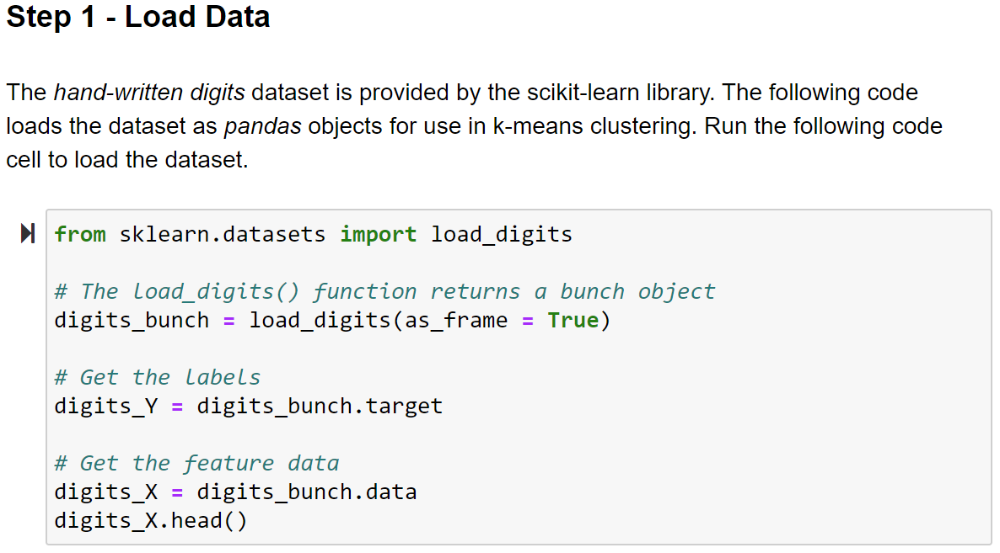 Step 1 - Load Data
The hand-written digits dataset is provided by the scikit-learn library. The following code
loads the dataset as pandas objects for use in k-means clustering. Run the following code
cell to load the dataset.
from sklearn.datasets import load_digits
# The load_digits() function returns a bunch object
digits_bunch = load_digits(as_frame = True)
# Get the labels
digits_Y = digits_bunch.target
# Get the feature data
digits_X = digits_bunch.data
digits_X.head()